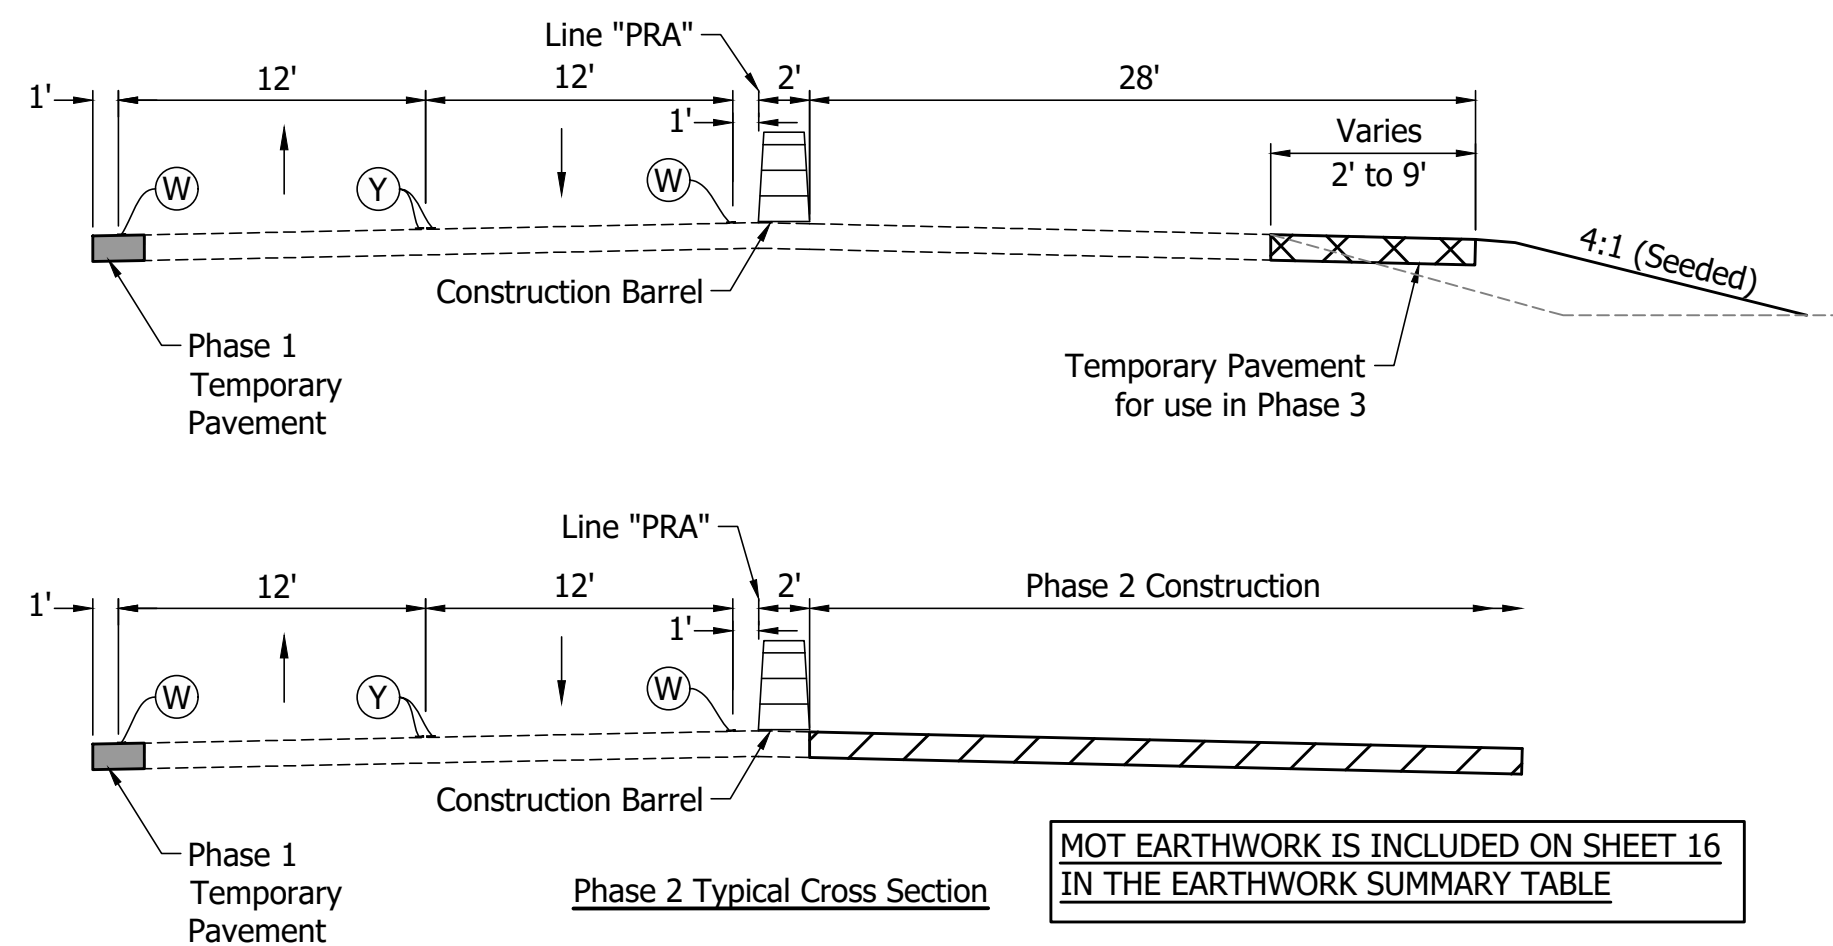 Line "PRA"
1'
12'
12'
2'
28'
1'
Varies
2' to 9'
W
Y
W
4:1 (Seeded)
Construction Barrel
Phase 1
Temporary
Pavement
Temporary Pavement
for use in Phase 3
Line "PRA"
1'
12'
12'
2'
Phase 2 Construction
1'
W
Y
W
Construction Barrel
Phase 1
Temporary
Pavement
Phase 2 Typical Cross Section
MOT EARTHWORK IS INCLUDED ON SHEET 16
IN THE EARTHWORK SUMMARY TABLE